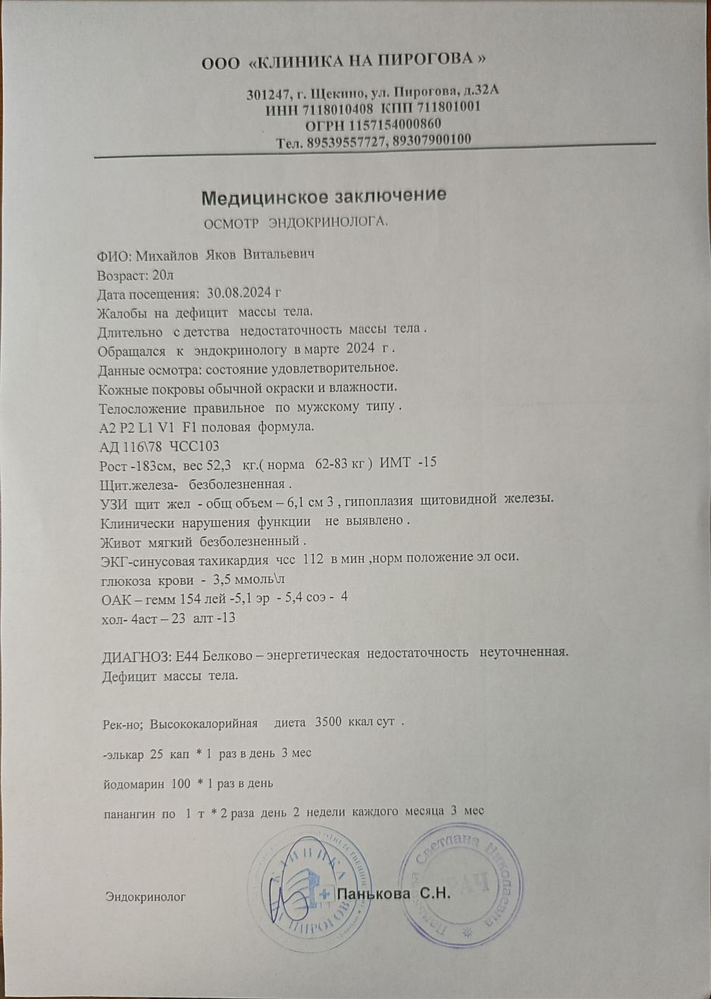 ООО «КЛИНИКА НА ПИРОГОВА »
301247, г. Щекино, ул. Пирогова, д.32А
ИНН 7118010408 КПП 711801001
ОГРН 1157154000860
Тел. 89539557727, 89307900100
Медицинское заключение
ОСМОТР ЭНДОКРИНОЛОГА.
ФИО: Михайлов Яков Витальевич
Возраст: 20л
Дата посещения: 30.08.2024 г
Жалобы на дефицит массы тела.
Длительно с детства недостаточность массы тела .
Обращался к эндокринологу в марте 2024 г .
Данные осмотра: состояние удовлетворительное.
Кожные покровы обычной окраски и влажности.
Телосложение правильное по мужскому типу .
А2 Р2 L1 V1 F1 половая формула.
АД 116\78 ЧСС103
Рост -183см, вес 52,3 кг.( норма 62-83 кг ) ИМТ -15
Щит.железа- безболезненная .
УЗИ щит жел - общ объем – 6,1 см 3 , гипоплазия щитовидной железы.
Клинически нарушения функции не выявлено .
Живот мягкий безболезненный .
ЭКГ-синусовая тахикардия чсс 112 в мин ,норм положение эл оси.
глюкоза крови - 3,5 ммоль\л
ОАК – гемм 154 лей -5,1 эр - 5,4 соэ - 4
хол- 4аст – 23 алт -13
ДИАГНОЗ: Е44 Белково – энергетическая недостаточность неуточненная.
Дефицит массы тела.
Рек-но; Высококалорийная диета 3500 ккал сут .
-элькар 25 кап * 1 раз в день 3 мес
йодомарин 100 * 1 раз в день
панангин по 1 т * 2 раза день 2 недели каждого месяца 3 мес
Эндокринолог Панькова С.Н.
КЛИНИКА
НА ПИРОГОВА
Панькова Светлана Николаевна
ВРАЧ